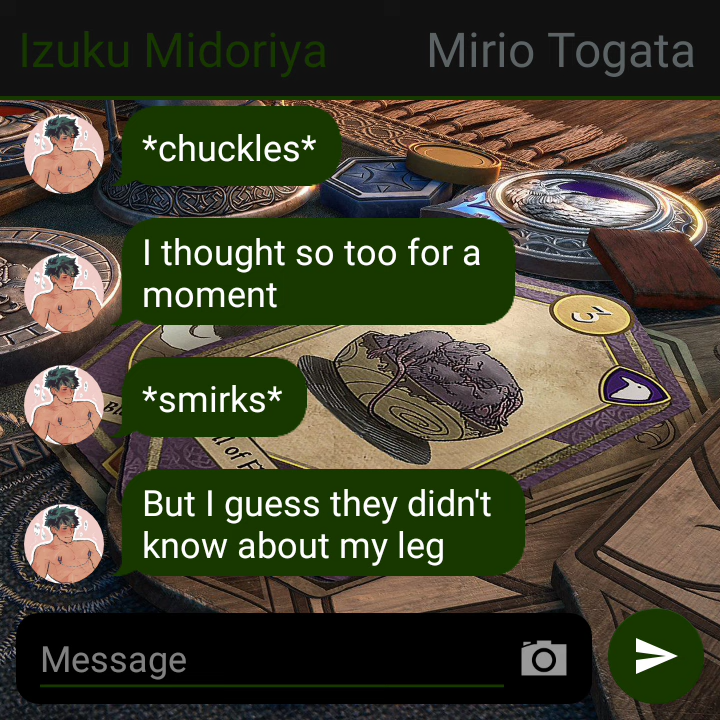 Izuku Midoriya Mirio Togata
*chuckles*
I thought so too for a
moment
3
*smirks*
But I guess they didn't
know about my leg
Message